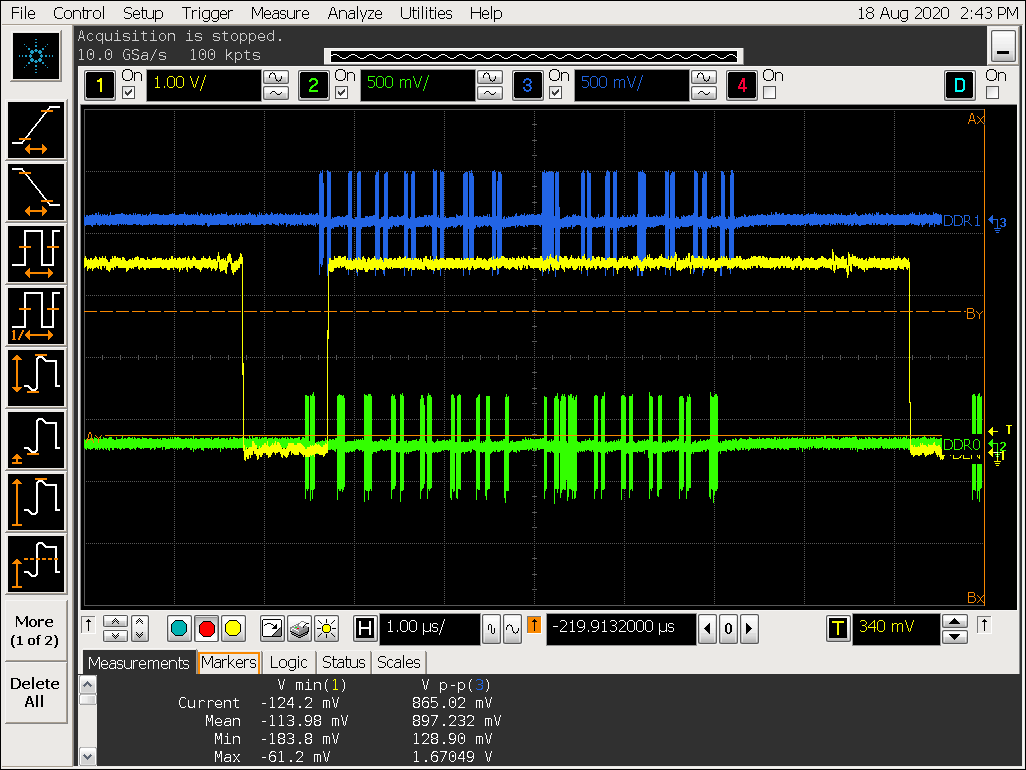 File Control Setup Trigger Measure Analyze Utilities Help 18 Aug 2020 2:43 PM
Acquisition is stopped.
10.0 GSa/s 100 kpts
1 On 1.00 V/ 2 On 500 mV/ 3 On 500 mV/ 4 On D On
Ax
DDR1 3
By
1/
Ax
T
DDR0 2
Bx
More
(1 of 2)
Delete
All
H 1.00 µs/ -219.9132000 µs 0 T 340 mV
Measurements Markers Logic Status Scales
V min(1) V p-p(3)
Current -124.2 mV 865.02 mV
Mean -113.98 mV 897.232 mV
Min -183.8 mV 128.90 mV
Max -61.2 mV 1.67049 V